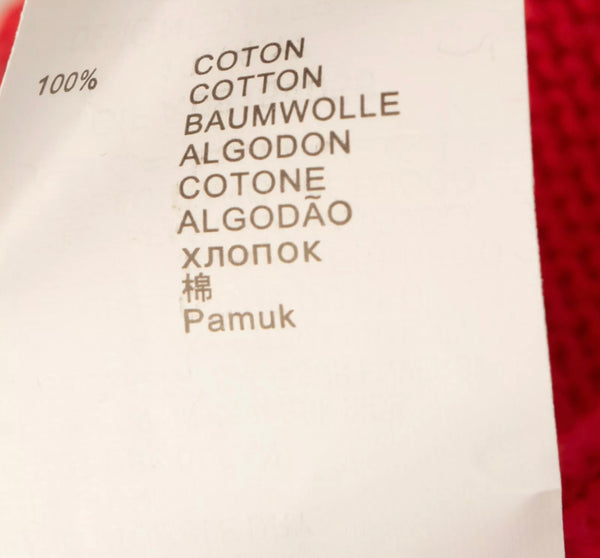 100% COTON
COTTON
BAUMWOLLE
ALGODON
COTONE
ALGODÃO
хлопок
棉
Pamuk